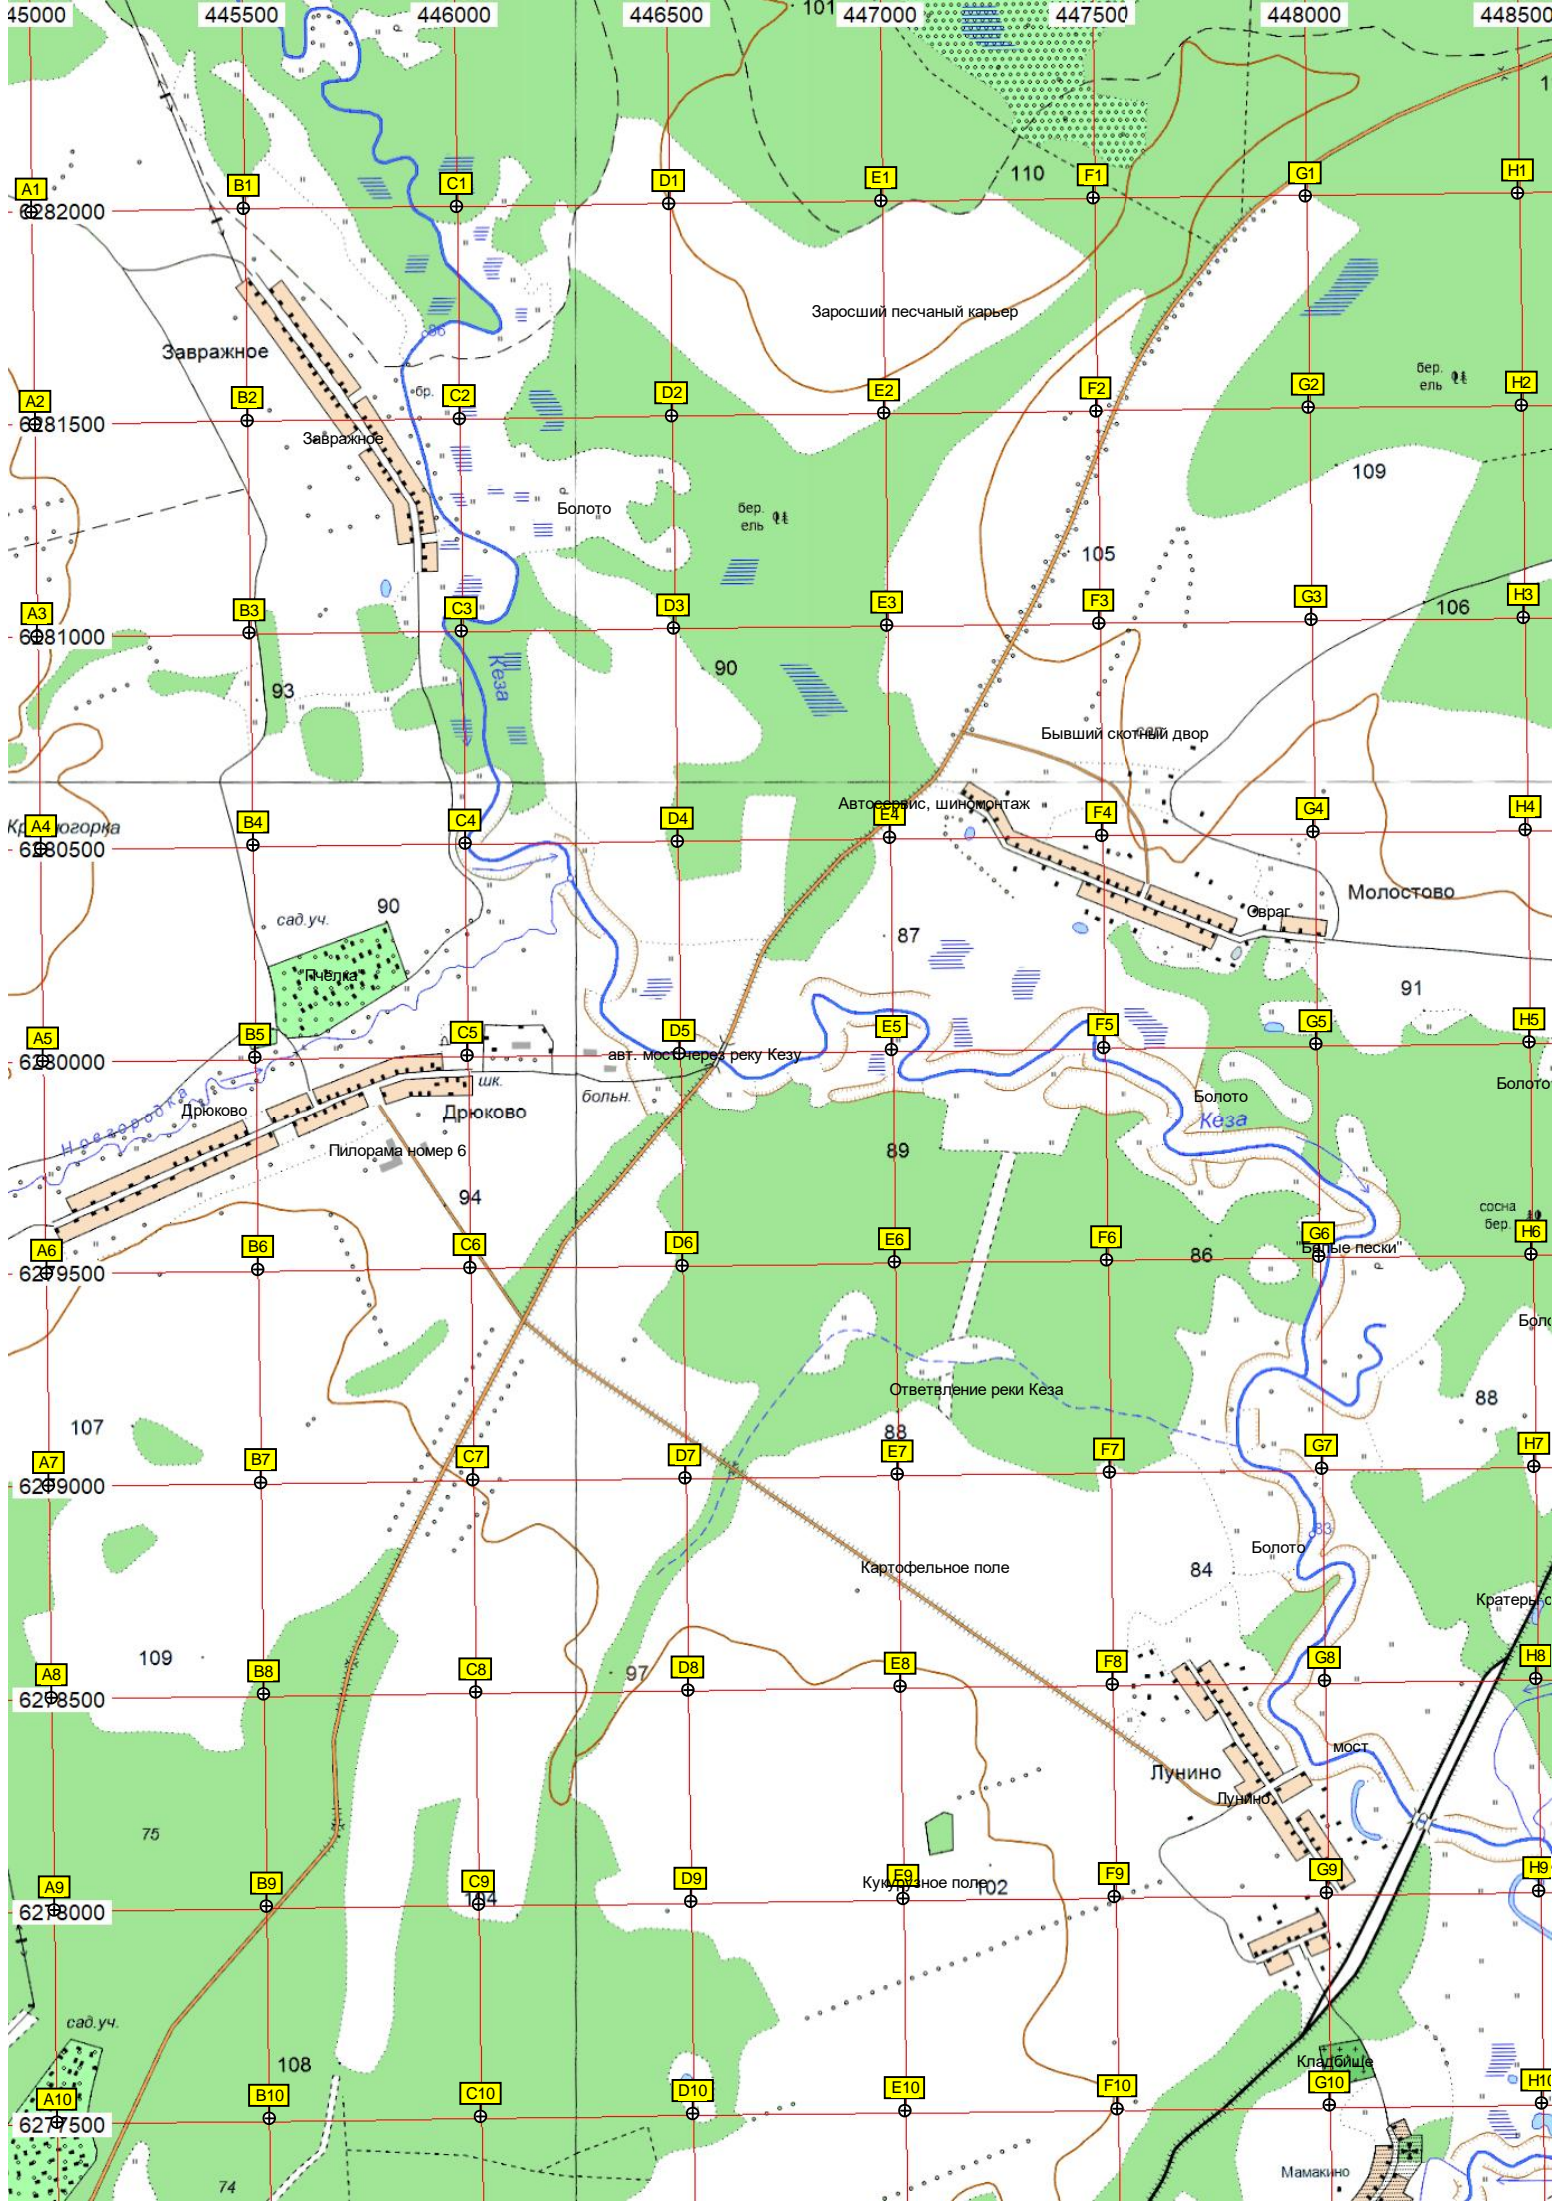 45000 445500 446000 446500 447000 447500 448000 448500
101
110
A1 B1 C1 D1 E1 F1 G1 H1
6282000
Заросший песчаный карьер
86
Завражное
бр.
бер.
ель
A2 B2 C2 D2 E2 F2 G2 H2
6281500
Завражное
109
Болото
бер.
ель
105
A3 B3 C3 D3 E3 F3 G3 H3
106
6281000
Кеза
90
93
Бывший скотный двор
Автосервис, шиномонтаж
A4 B4 C4 D4 E4 F4 G4 H4
6280500
90
сад.уч.
Молостово
Овраг
87
"Пчёлка"
91
A5 B5 C5 D5 E5 F5 G5 H5
6280000
авт. мост через реку Кезу
шк.
больн.
Болото
Болото
Дрюково
Дрюково
Кеза
Пилорама номер 6
89
94
сосна
бер.
A6 B6 C6 D6 E6 F6 G6 H6
86
"Белые пески"
6279500
Ответвление реки Кеза
88
107
88
A7 B7 C7 D7 E7 F7 G7 H7
6279000
83
Болото
Картофельное поле
84
109
97
A8 B8 C8 D8 E8 F8 G8 H8
6278500
мост
Лунино
Лунино
75
A9 B9 C9 D9 E9 F9 G9 H9
Кукурузное поле
102
104
6278000
сад.уч.
108
Кладбище
A10 B10 C10 D10 E10 F10 G10 H10
6277500
74
Мамакино